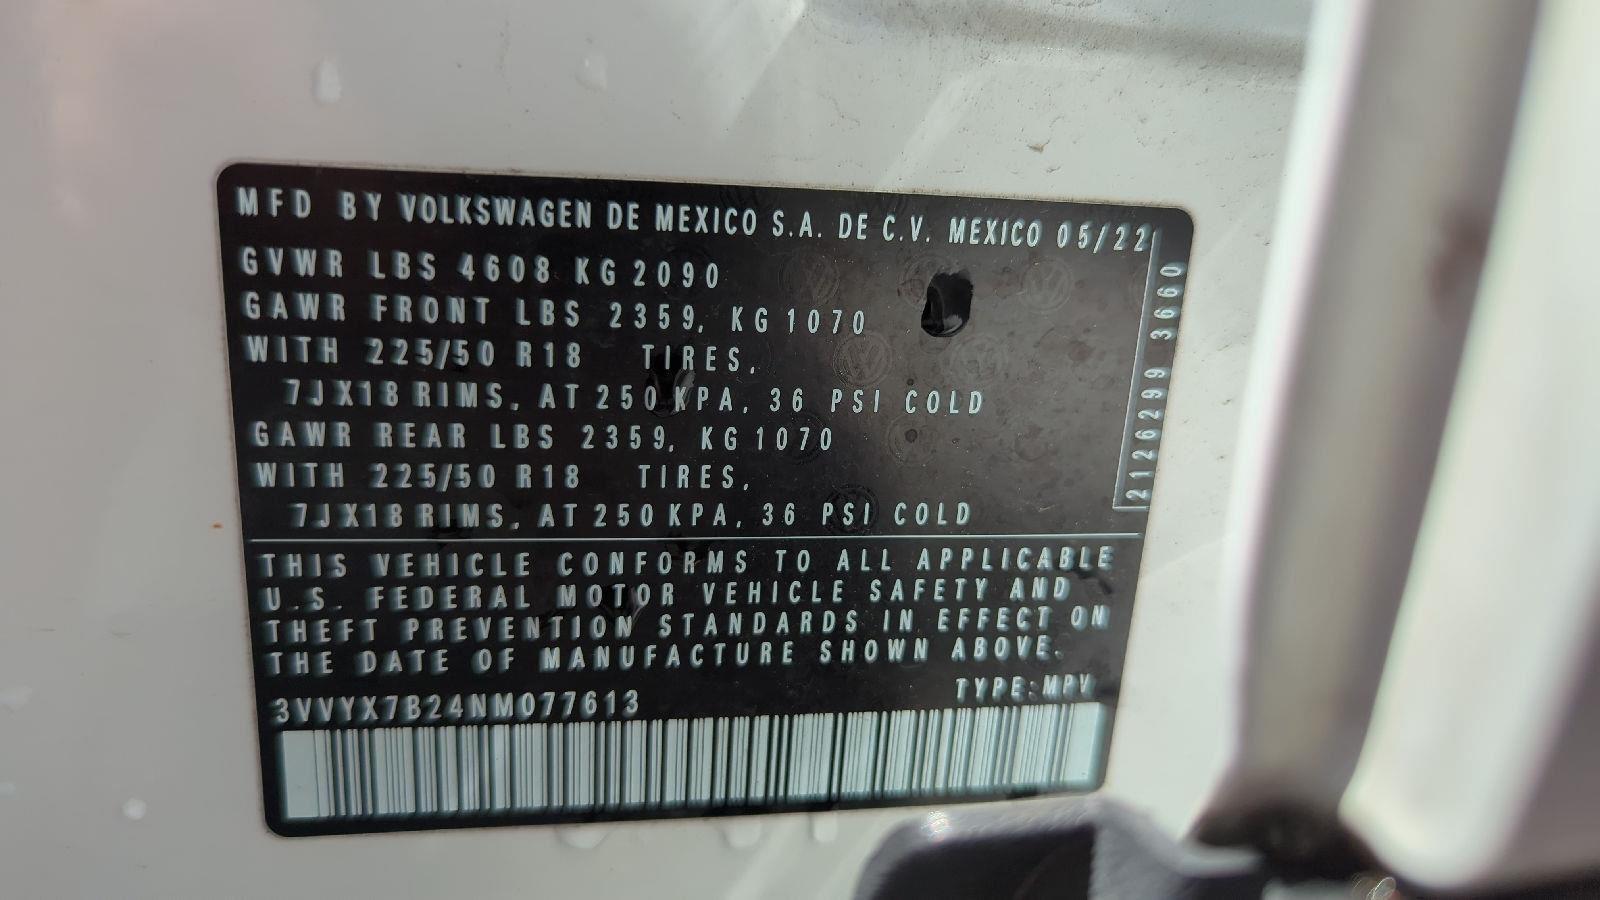 MFD BY VOLKSWAGEN DE MEXICO S.A. DE C.V. MEXICO 05/22
GVWR LBS 4608 KG 2090
GAWR FRONT LBS 2359, KG 1070
WITH 225/50 R18 TIRES,
7JX18 RIMS, AT 250 KPA, 36 PSI COLD
GAWR REAR LBS 2359, KG 1070
WITH 225/50 R18 TIRES,
7JX18 RIMS, AT 250 KPA, 36 PSI COLD
2126299 3660
THIS VEHICLE CONFORMS TO ALL APPLICABLE
U.S. FEDERAL MOTOR VEHICLE SAFETY AND
THEFT PREVENTION STANDARDS IN EFFECT ON
THE DATE OF MANUFACTURE SHOWN ABOVE.
3VVYX7B24NM077613 TYPE:MPV